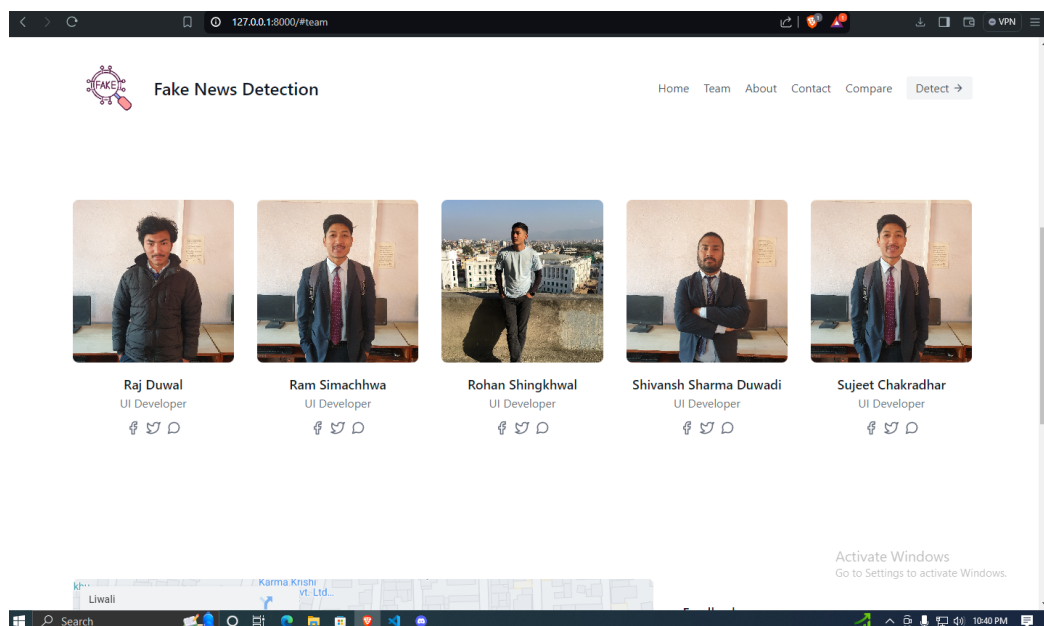 127.0.0.1:8000/#team
VPN
FAKE
Fake News Detection
Home Team About Contact Compare Detect →
Raj Duwal
UI Developer
Ram Simachhwa
UI Developer
Rohan Shingkhwal
UI Developer
Shivansh Sharma Duwadi
UI Developer
Sujeet Chakradhar
UI Developer
Activate Windows
Go to Settings to activate Windows.
Karma Krishi
vt. Ltd...
Liwali
Search
10:40 PM